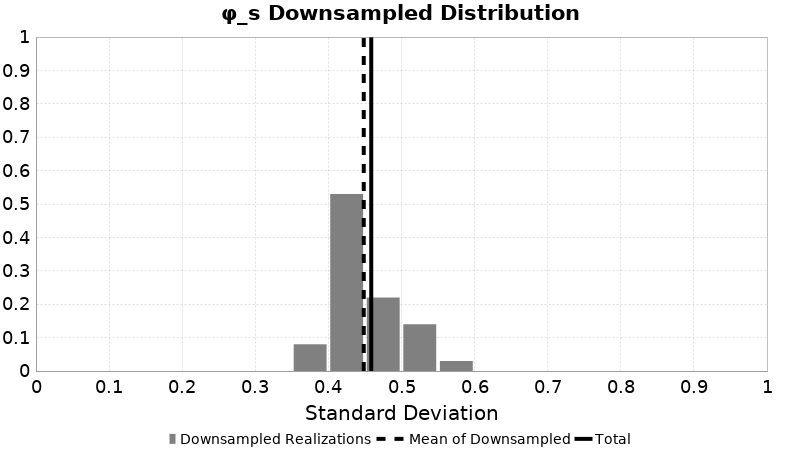 φ_s Downsampled Distribution
1
0.9
0.8
0.7
0.6
0.5
0.4
0.3
0.2
0.1
0
0 0.1 0.2 0.3 0.4 0.5 0.6 0.7 0.8 0.9 1
Standard Deviation
Downsampled Realizations Mean of Downsampled Total